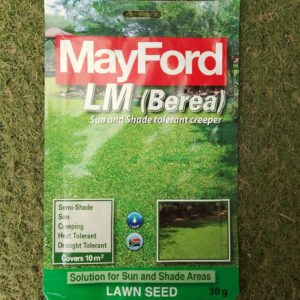 MayFord
LM (Berea)
Sun and Shade tolerant creeper
Semi-Shade
Sun
Creeping
Heat Tolerant
Drought Tolerant
Covers 10 m²
Solution for Sun and Shade Areas
LAWN SEED
30 g